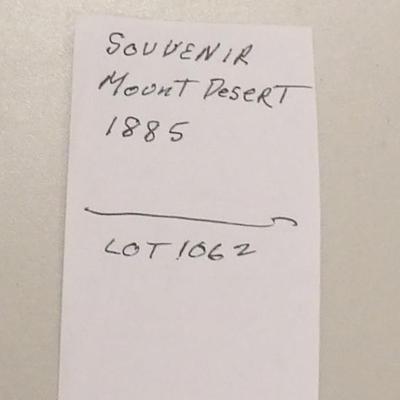 SOUVENIR
Mount Desert
1885
LOT 1062